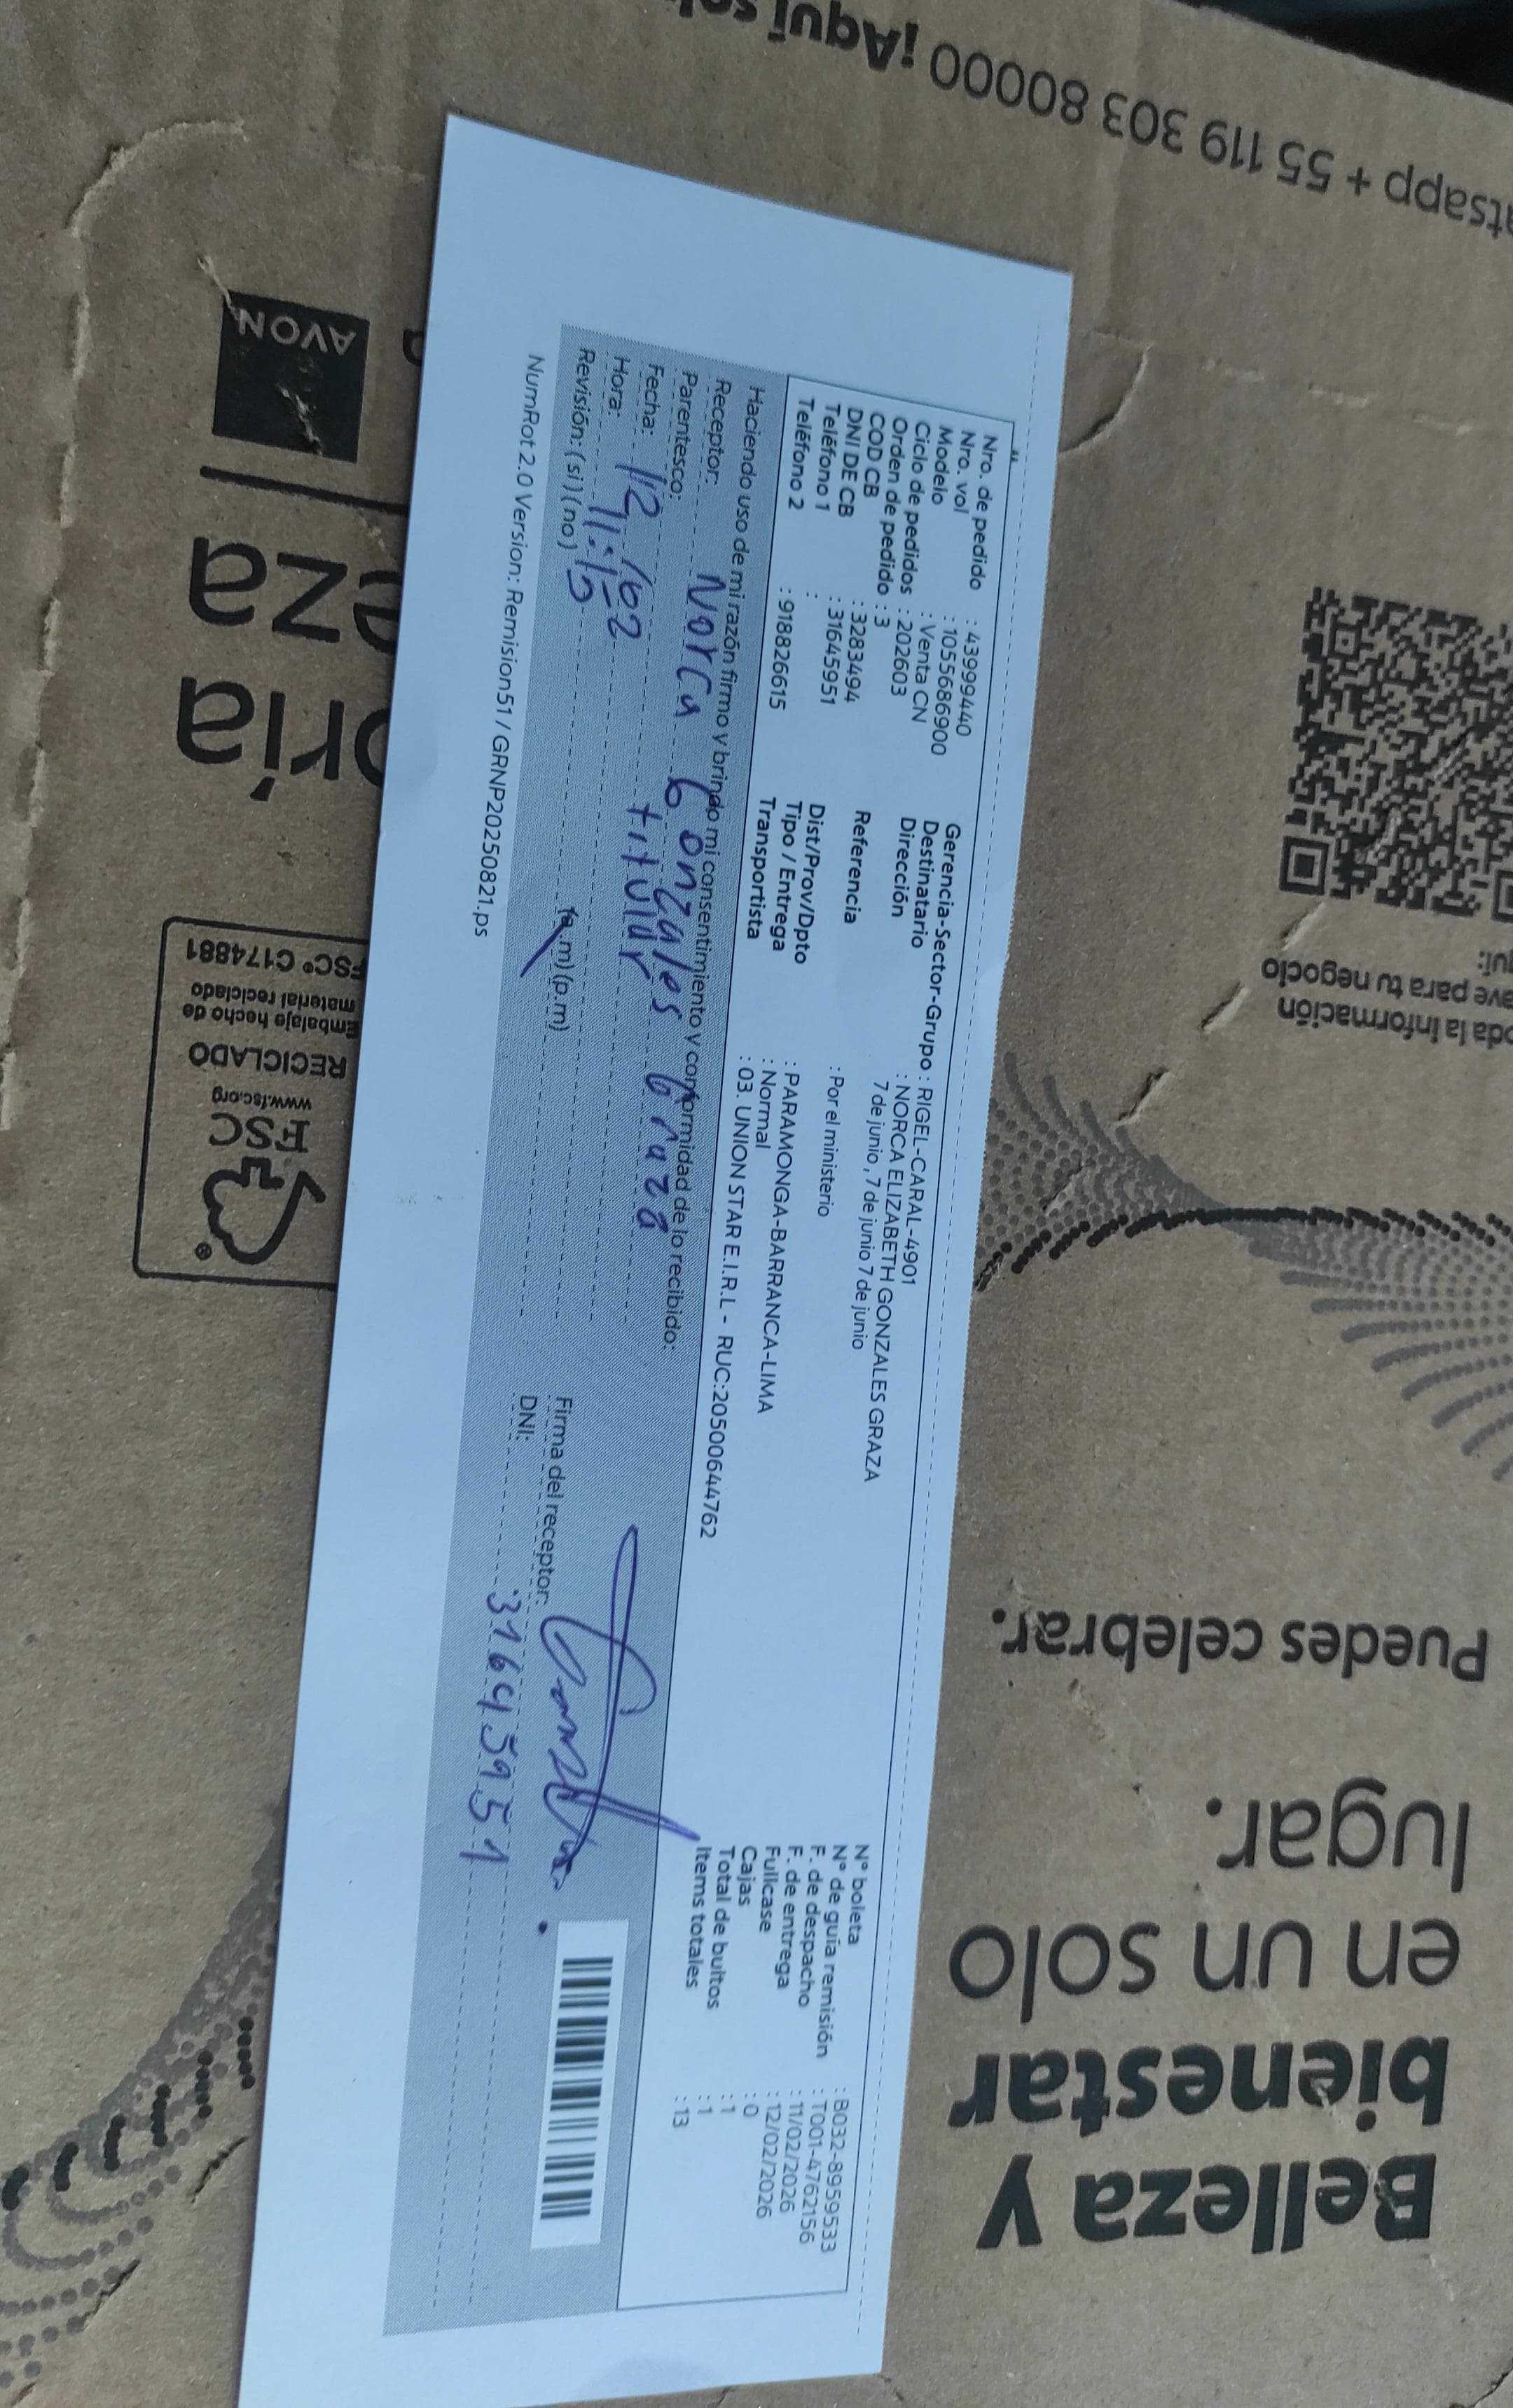 Nro. de pedido : 43999440
Nro. vol : 1055686900
Modelo : Venta CN
Ciclo de pedidos : 202603
Orden de pedido : 3
COD CB : 3283494
DNI DE CB : 31645951
Teléfono 1 :
Teléfono 2 : 918826615
Gerencia-Sector-Grupo : RIGEL-CARAL-4901
Destinatario : NORCA ELIZABETH GONZALES GRAZA
Dirección : 7 de junio , 7 de junio 7 de junio
Referencia : Por el ministerio
Dist/Prov/Dpto : PARAMONGA-BARRANCA-LIMA
Tipo / Entrega : Normal
Transportista : 03. UNION STAR E.I.R.L - RUC:20500644762
N° boleta : B032-8959533
N° de guía remisión : T001-4762156
F. de despacho : 11/02/2026
F. de entrega : 12/02/2026
Fullcase : 0
Cajas : 1
Total de bultos : 1
Items totales : 13
Haciendo uso de mi razón firmo y brindo mi consentimiento y conformidad de lo recibido:
Receptor: Norca Gonzales Graza
Parentesco: titular
Fecha: 12/02
Hora: 11:15 (a.m) (p.m)
Revisión: ( si ) ( no )
Firma del receptor:
DNI: 31645951
NumRot 2.0 Version: Remision51 / GRNP20250821.ps
Belleza y
bienestar
en un solo
lugar.
Puedes celebrar.
oda la información
ave para tu negocio
quí:
atsapp + 55 119 303 80000 ¡Aquí
AVON
eza
oria
za
FSC
www.fsc.org
RECICLADO
Embalaje hecho de
material reciclado
FSC® C174881